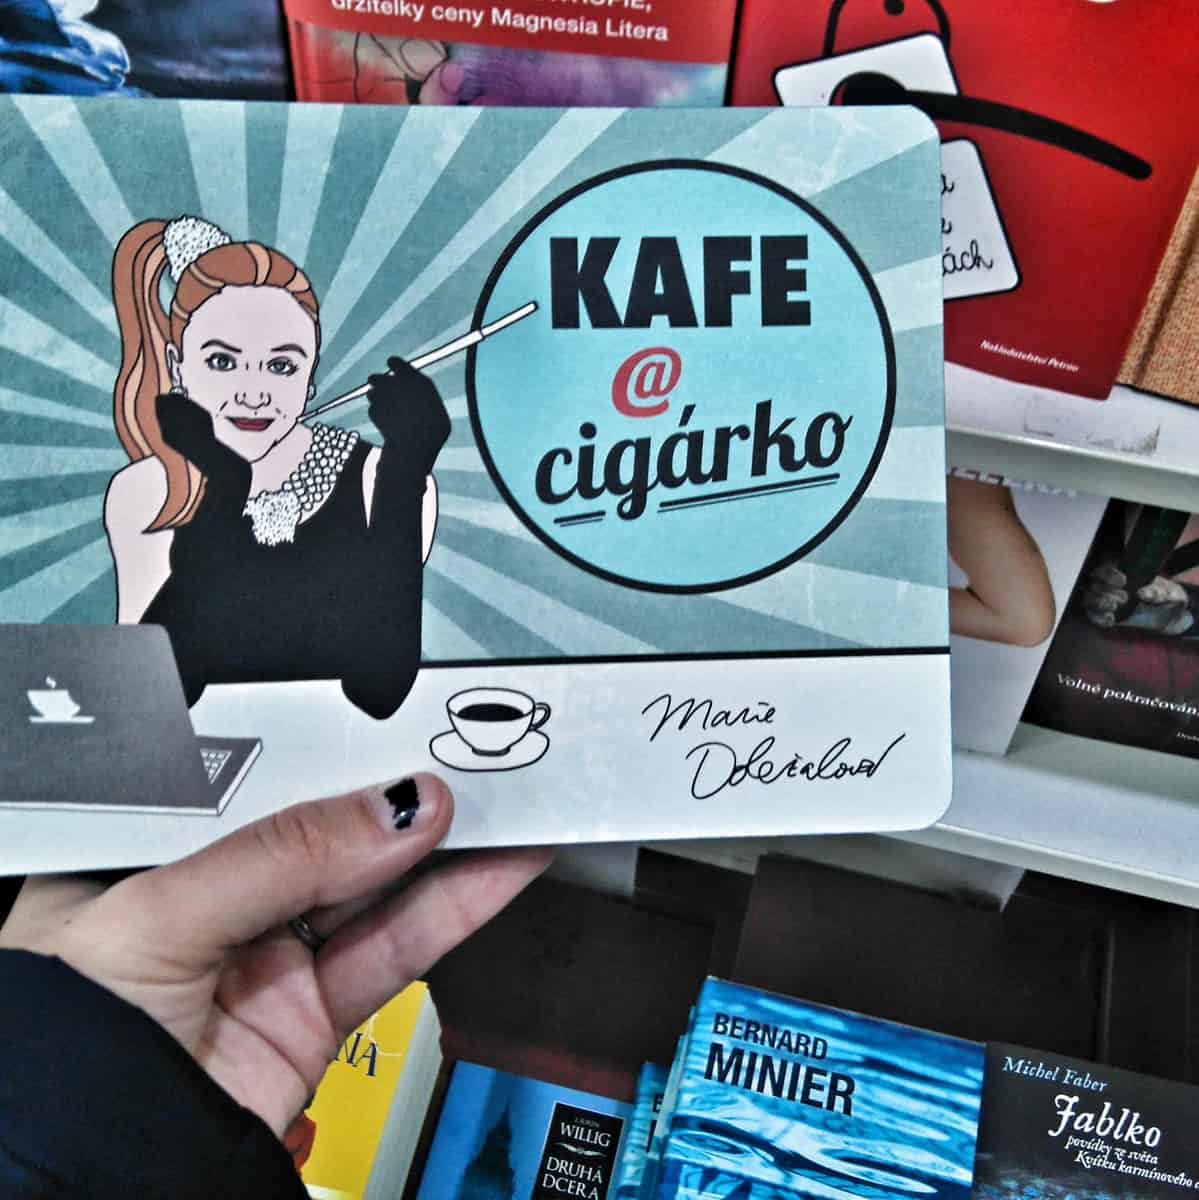 držitelky ceny Magnesia Litera
KAFE
@
cigárko
Marie
Doležalová
Nakladatelství Petrov
Volné pokračování
BERNARD
MINIER
Michel Faber
Jablko
povídky ze světa
Kvítku karmínového
WILLIG
DRUHÁ
DCERA